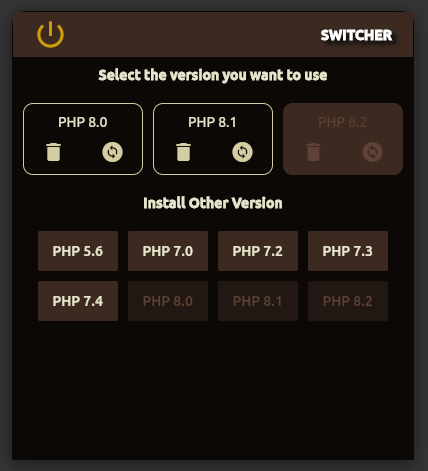 SWITCHER
Select the version you want to use
PHP 8.0 PHP 8.1 PHP 8.2
Install Other Version
PHP 5.6 PHP 7.0 PHP 7.2 PHP 7.3
PHP 7.4 PHP 8.0 PHP 8.1 PHP 8.2